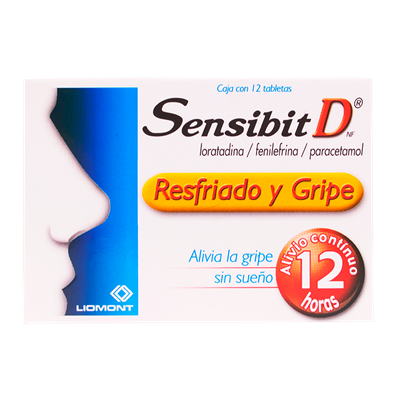 Caja con 12 tabletas
Sensibit D®
NF
loratadina / fenilefrina / paracetamol
Resfriado y Gripe
Alivia la gripe
sin sueño
Alivio continuo
12
horas
LIOMONT